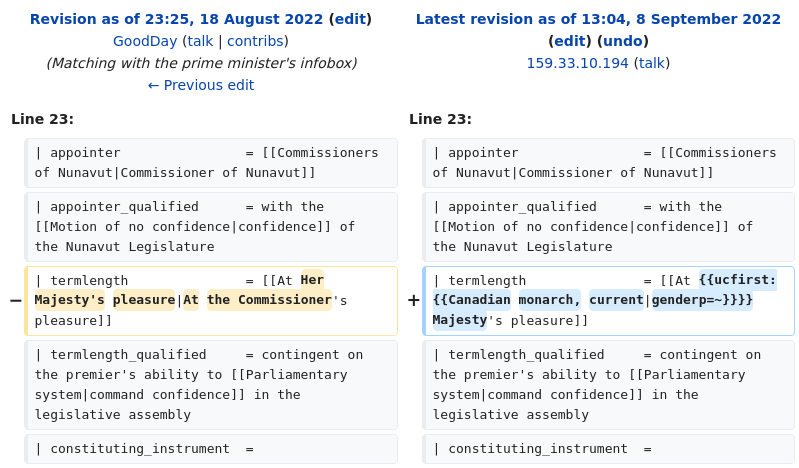 Revision as of 23:25, 18 August 2022 (edit)
GoodDay (talk | contribs)
(Matching with the prime minister's infobox)
← Previous edit
Latest revision as of 13:04, 8 September 2022
(edit) (undo)
159.33.10.194 (talk)
Line 23:
Line 23:
| appointer                = [[Commissioners
of Nunavut|Commissioner of Nunavut]]
| appointer                = [[Commissioners
of Nunavut|Commissioner of Nunavut]]
| appointer_qualified      = with the
[[Motion of no confidence|confidence]] of
the Nunavut Legislature
| appointer_qualified      = with the
[[Motion of no confidence|confidence]] of
the Nunavut Legislature
− | termlength               = [[At Her
Majesty's pleasure|At the Commissioner's
pleasure]]
+ | termlength               = [[At {{ucfirst:
{{Canadian monarch, current|genderp=~}}}}
Majesty's pleasure]]
| termlength_qualified     = contingent on
the premier's ability to [[Parliamentary
system|command confidence]] in the
legislative assembly
| termlength_qualified     = contingent on
the premier's ability to [[Parliamentary
system|command confidence]] in the
legislative assembly
| constituting_instrument  =
| constituting_instrument  =